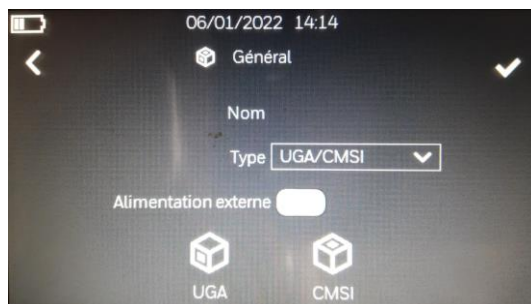 06/01/2022 14:14
Général
Nom
Type UGA/CMSI
Alimentation externe
UGA CMSI